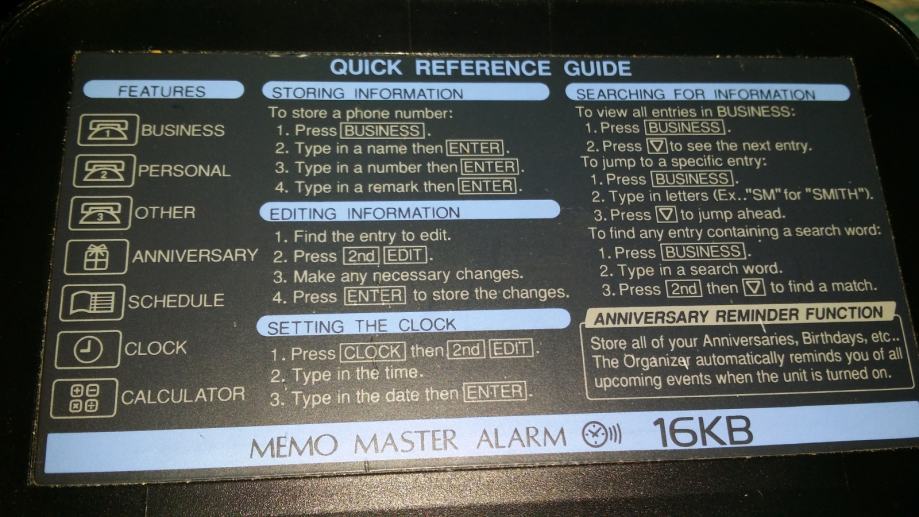 QUICK REFERENCE GUIDE
FEATURES
1 BUSINESS
2 PERSONAL
3 OTHER
ANNIVERSARY
SCHEDULE
CLOCK
CALCULATOR
STORING INFORMATION
To store a phone number:
1. Press BUSINESS.
2. Type in a name then ENTER.
3. Type in a number then ENTER.
4. Type in a remark then ENTER.
EDITING INFORMATION
1. Find the entry to edit.
2. Press 2nd EDIT.
3. Make any necessary changes.
4. Press ENTER to store the changes.
SETTING THE CLOCK
1. Press CLOCK then 2nd EDIT.
2. Type in the time.
3. Type in the date then ENTER.
SEARCHING FOR INFORMATION
To view all entries in BUSINESS:
1. Press BUSINESS.
2. Press ▽ to see the next entry.
To jump to a specific entry:
1. Press BUSINESS.
2. Type in letters (Ex.."SM" for "SMITH").
3. Press ▽ to jump ahead.
To find any entry containing a search word:
1. Press BUSINESS.
2. Type in a search word.
3. Press 2nd then ▽ to find a match.
ANNIVERSARY REMINDER FUNCTION
Store all of your Anniversaries, Birthdays, etc..
The Organizer automatically reminds you of all
upcoming events when the unit is turned on.
MEMO MASTER ALARM 16KB